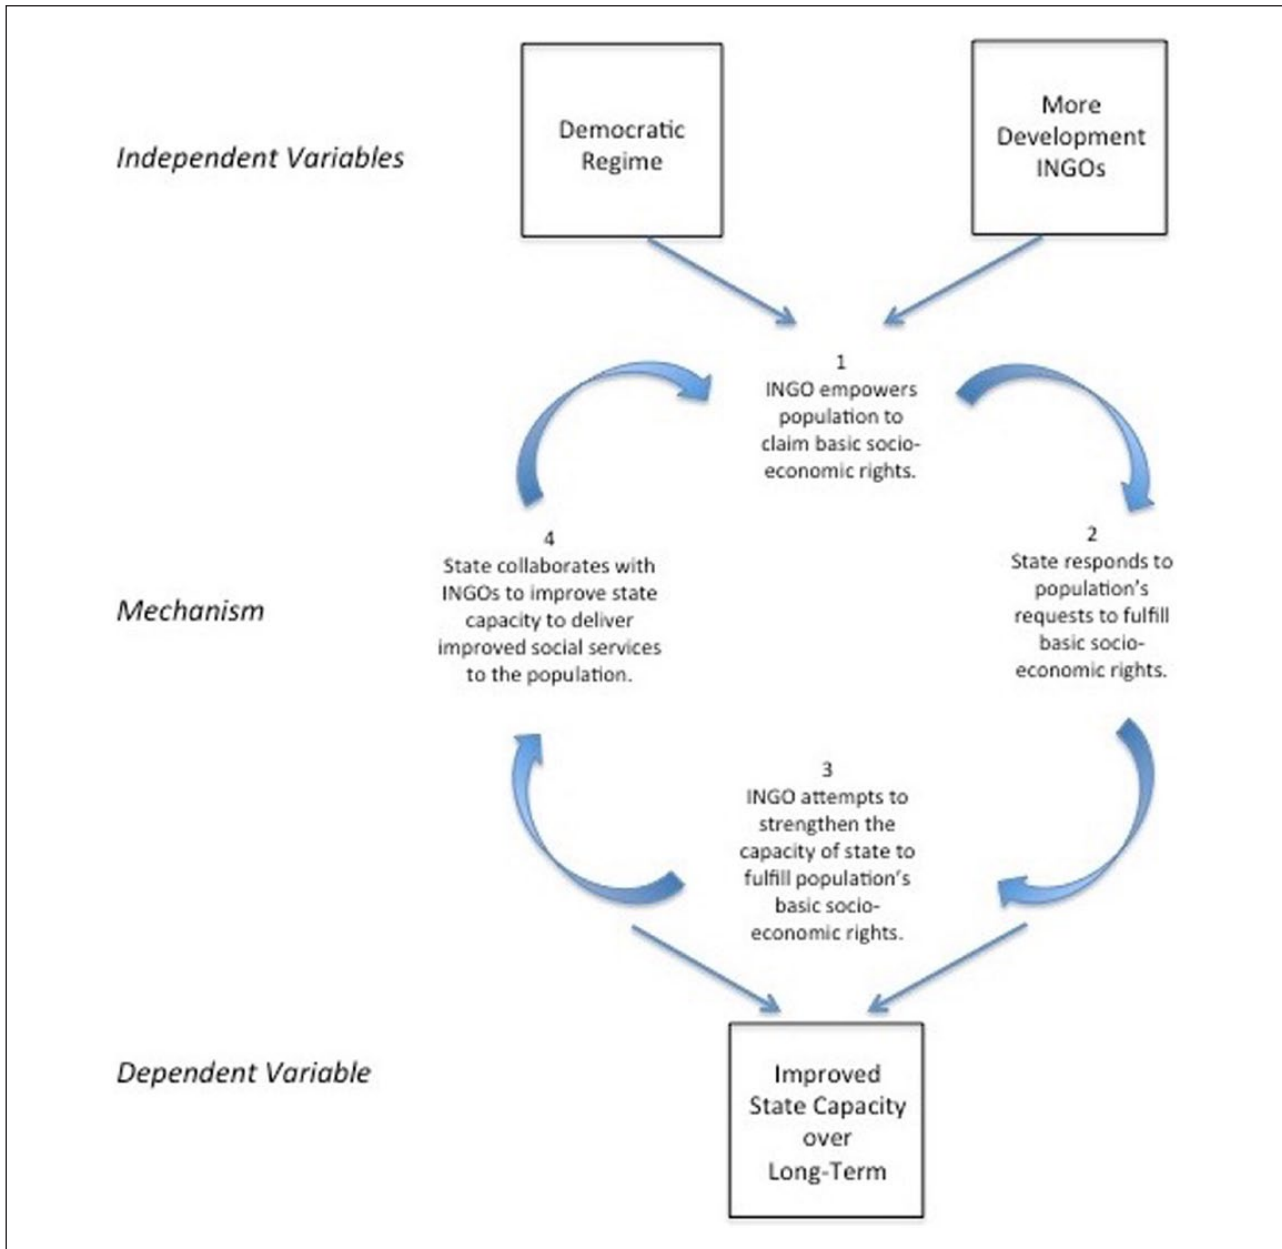 Independent Variables
Democratic
Regime
More
Development
INGOs
Mechanism
1
INGO empowers
population to
claim basic socio-
economic rights.
2
State responds to
population's
requests to fulfill
basic socio-
economic rights.
3
INGO attempts to
strengthen the
capacity of state to
fulfill population's
basic socio-
economic rights.
4
State collaborates with
INGOs to improve state
capacity to deliver
improved social services
to the population.
Dependent Variable
Improved
State Capacity
over
Long-Term